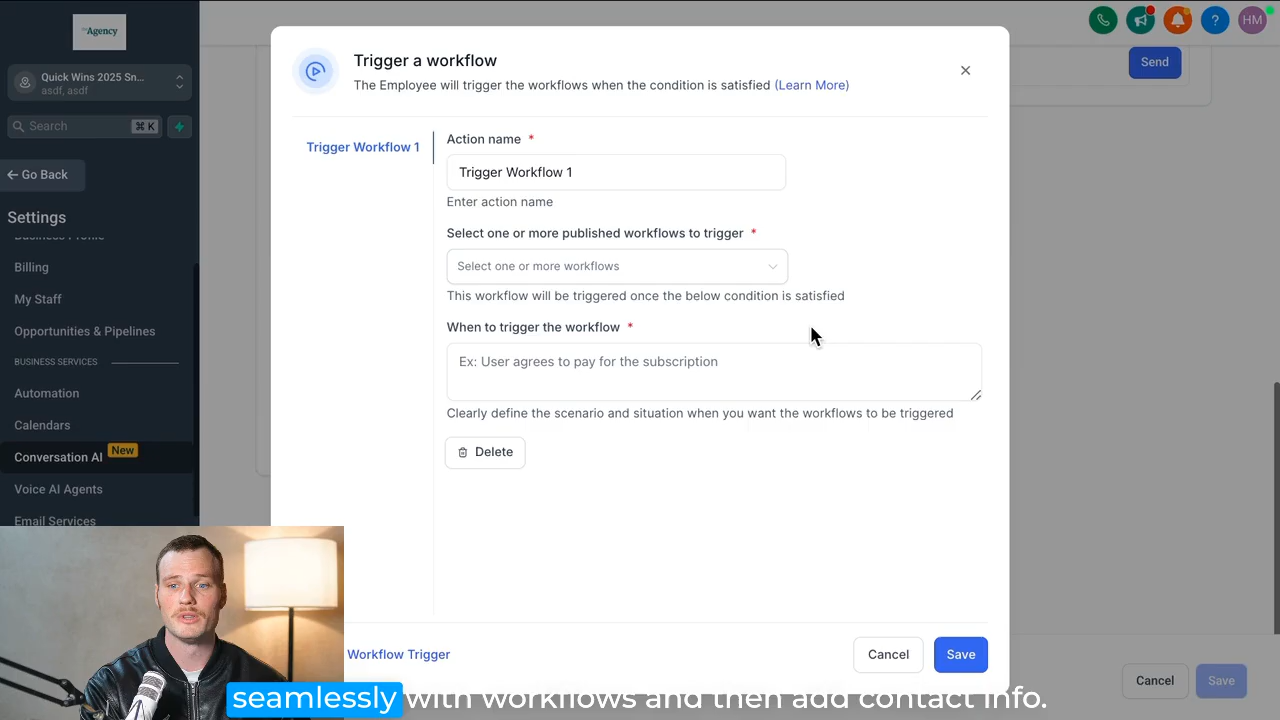 Agency
Quick Wins 2025 Sn...
asdf, asdf
Search
⌘ K
Go Back
Settings
Business Profile
Billing
My Staff
Opportunities & Pipelines
BUSINESS SERVICES
Automation
Calendars
Conversation AI
New
Voice AI Agents
Email Services
HM
Send
Trigger a workflow
The Employee will trigger the workflows when the condition is satisfied (Learn More)
Trigger Workflow 1
Action name *
Trigger Workflow 1
Enter action name
Select one or more published workflows to trigger *
Select one or more workflows
This workflow will be triggered once the below condition is satisfied
When to trigger the workflow *
Ex: User agrees to pay for the subscription
Clearly define the scenario and situation when you want the workflows to be triggered
Delete
Workflow Trigger
Cancel
Save
Cancel
Save
seamlessly with workflows and then add contact info.